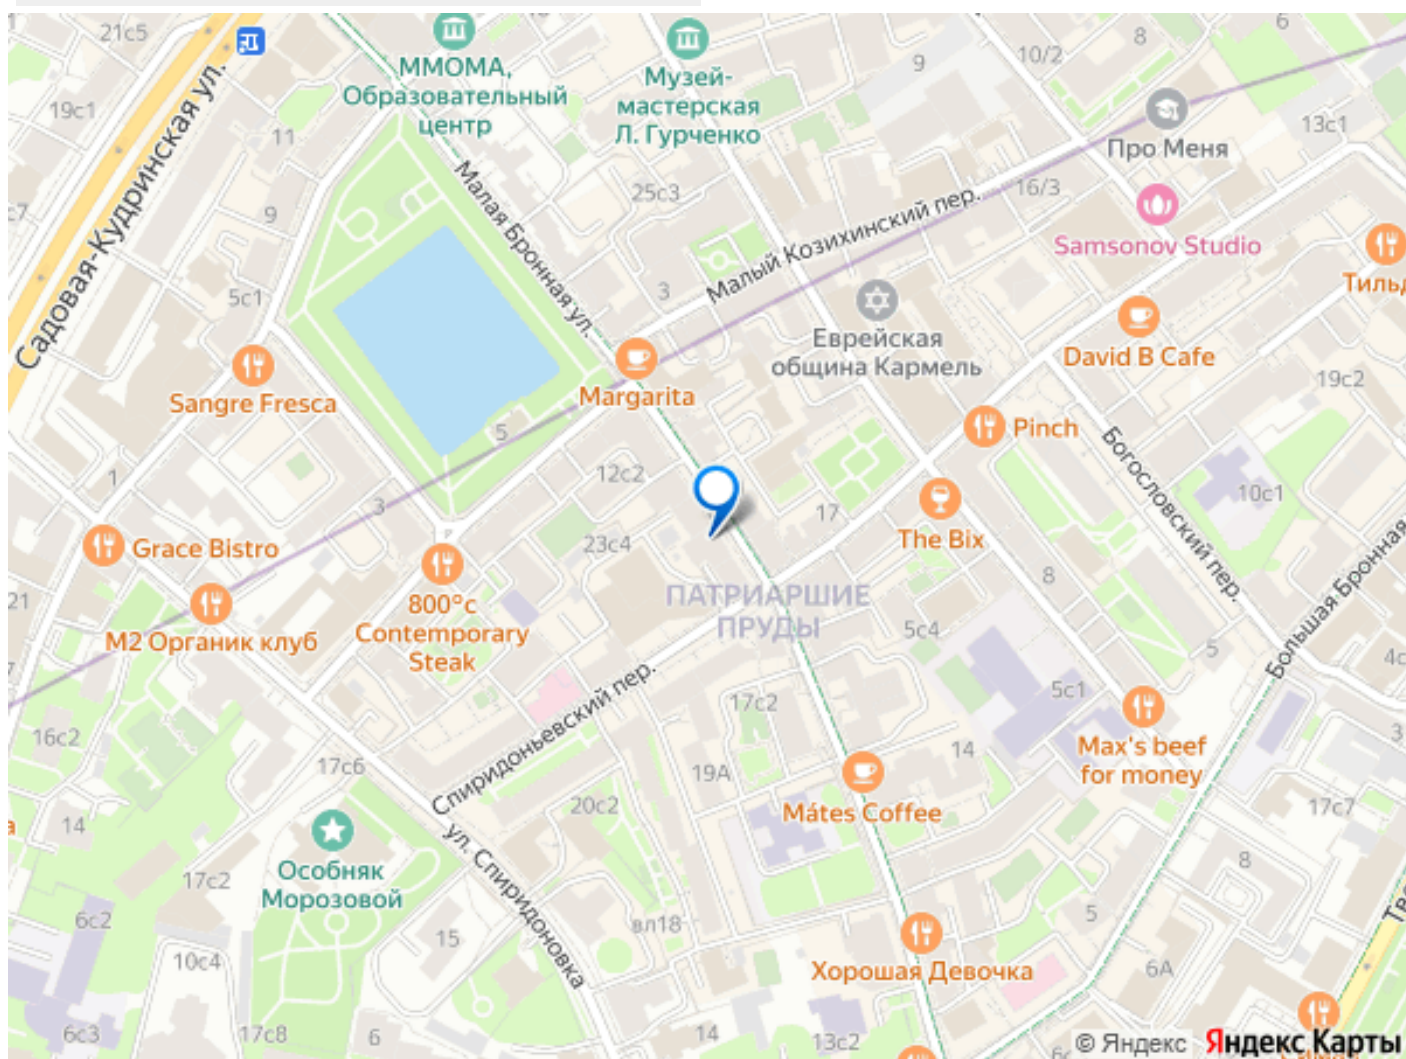 21с5
19с1
Садовая-Кудринская ул.
11
9
5с1
с7
ММОМА,
Образовательный
центр
Музей-
мастерская
Л. Гурченко
9
10/2
8
6
Про Меня
13с1
16/3
Samsonov Studio
25с3
Малая Бронная ул.
Малый Козихинский пер.
3
Еврейская
община Кармель
David B Cafe
19с2
Margarita
Sangre Fresca
5
Pinch
Богословский пер.
10с1
1
3
12с2
17
The Bix
Большая Бронная
Grace Bistro
23с4
21
800°c
Contemporary
Steak
М2 Органик клуб
ПАТРИАРШИЕ
ПРУДЫ
8
5с4
5
Спиридоньевский пер.
17с2
5с1
14
Max's beef
for money
3
16с2
17с6
19А
Mátes Coffee
20с2
17с7
14
Особняк
Морозовой
ул. Спиридоновка
8
17с2
6с2
15
вл18
5
10с4
Хорошая Девочка
6А
6с3
17с8
6
14
13с2
© Яндекс
Яндекс Карты